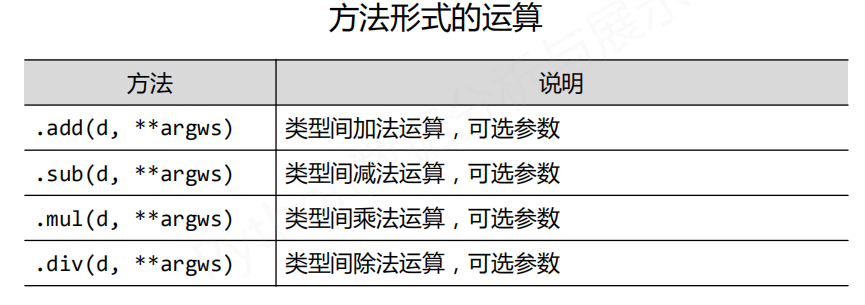 方法形式的运算
方法 说明
.add(d, **argws) 类型间加法运算，可选参数
.sub(d, **argws) 类型间减法运算，可选参数
.mul(d, **argws) 类型间乘法运算，可选参数
.div(d, **argws) 类型间除法运算，可选参数